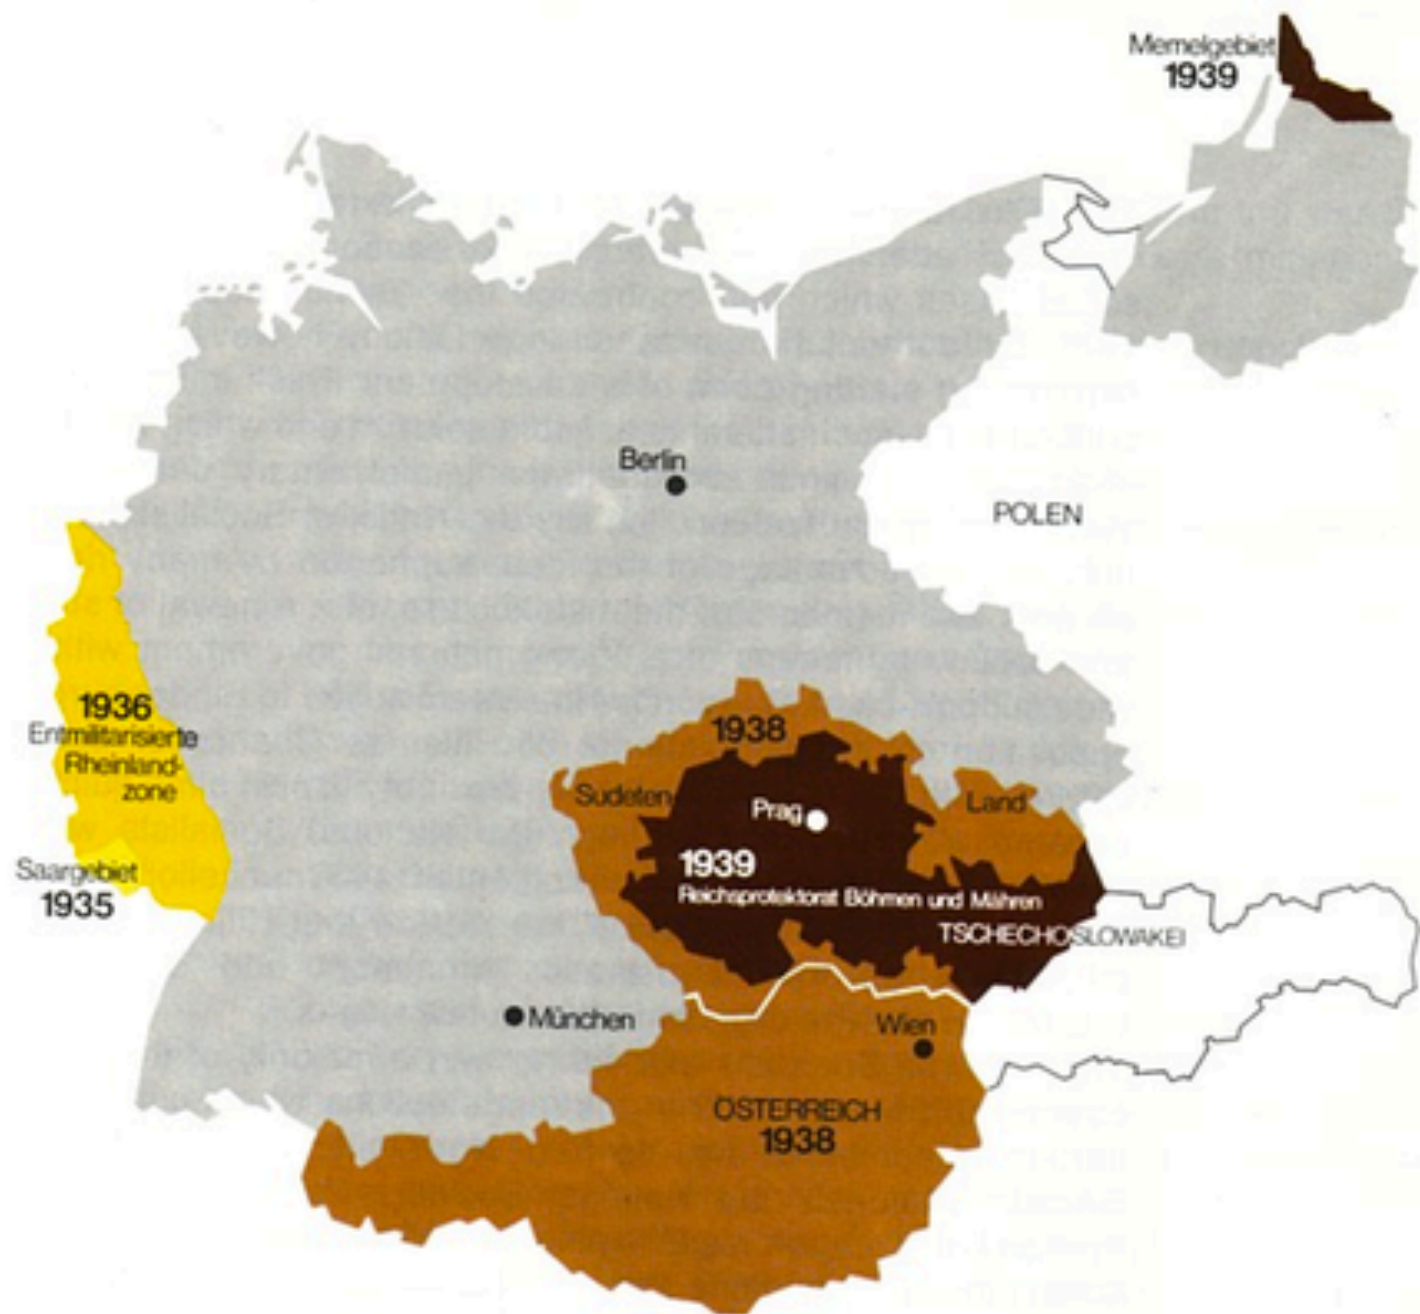 Memelgebiet
1939
Berlin
POLEN
1936
Entmilitarisierte
Rheinland-
zone
Saargebiet
1935
1938
Sudeten-
Land
Prag
1939
Reichsprotektorat Böhmen und Mähren
TSCHECHOSLOWAKEI
München
Wien
ÖSTERREICH
1938